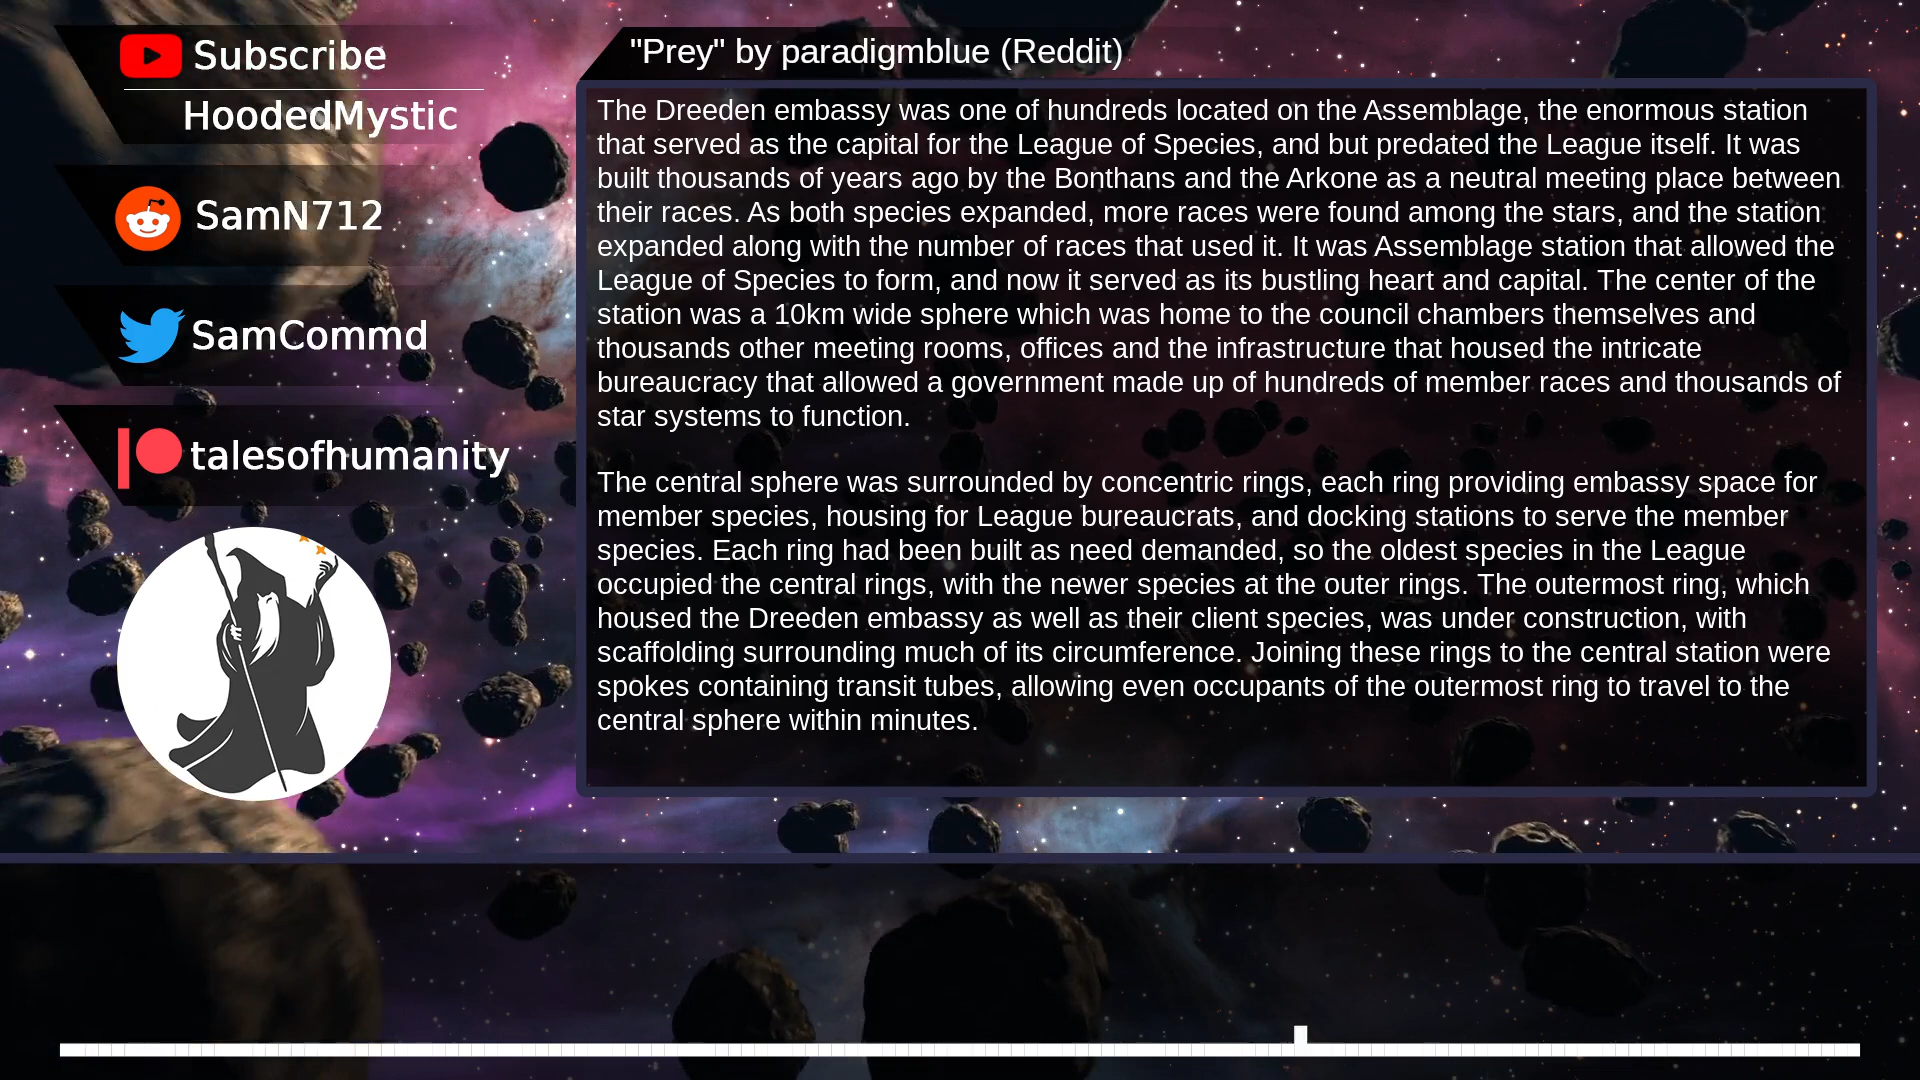 Subscribe
HoodedMystic
SamN712
SamCommd
talesofhumanity
"Prey" by paradigmblue (Reddit)
The Dreeden embassy was one of hundreds located on the Assemblage, the enormous station
that served as the capital for the League of Species, and but predated the League itself. It was
built thousands of years ago by the Bonthans and the Arkone as a neutral meeting place between
their races. As both species expanded, more races were found among the stars, and the station
expanded along with the number of races that used it. It was Assemblage station that allowed the
League of Species to form, and now it served as its bustling heart and capital. The center of the
station was a 10km wide sphere which was home to the council chambers themselves and
thousands other meeting rooms, offices and the infrastructure that housed the intricate
bureaucracy that allowed a government made up of hundreds of member races and thousands of
star systems to function.
The central sphere was surrounded by concentric rings, each ring providing embassy space for
member species, housing for League bureaucrats, and docking stations to serve the member
species. Each ring had been built as need demanded, so the oldest species in the League
occupied the central rings, with the newer species at the outer rings. The outermost ring, which
housed the Dreeden embassy as well as their client species, was under construction, with
scaffolding surrounding much of its circumference. Joining these rings to the central station were
spokes containing transit tubes, allowing even occupants of the outermost ring to travel to the
central sphere within minutes.